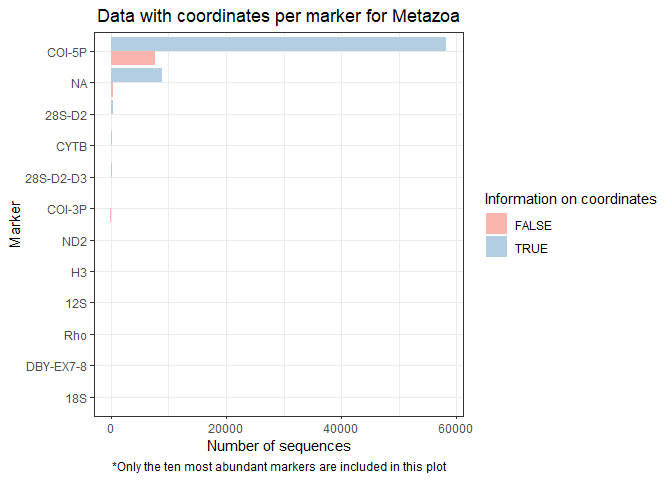 Data with coordinates per marker for Metazoa
COI-5P
NA
28S-D2
CYTB
28S-D2-D3
COI-3P
ND2
H3
12S
Rho
DBY-EX7-8
18S
Marker
0 20000 40000 60000
Number of sequences
*Only the ten most abundant markers are included in this plot
Information on coordinates
FALSE
TRUE